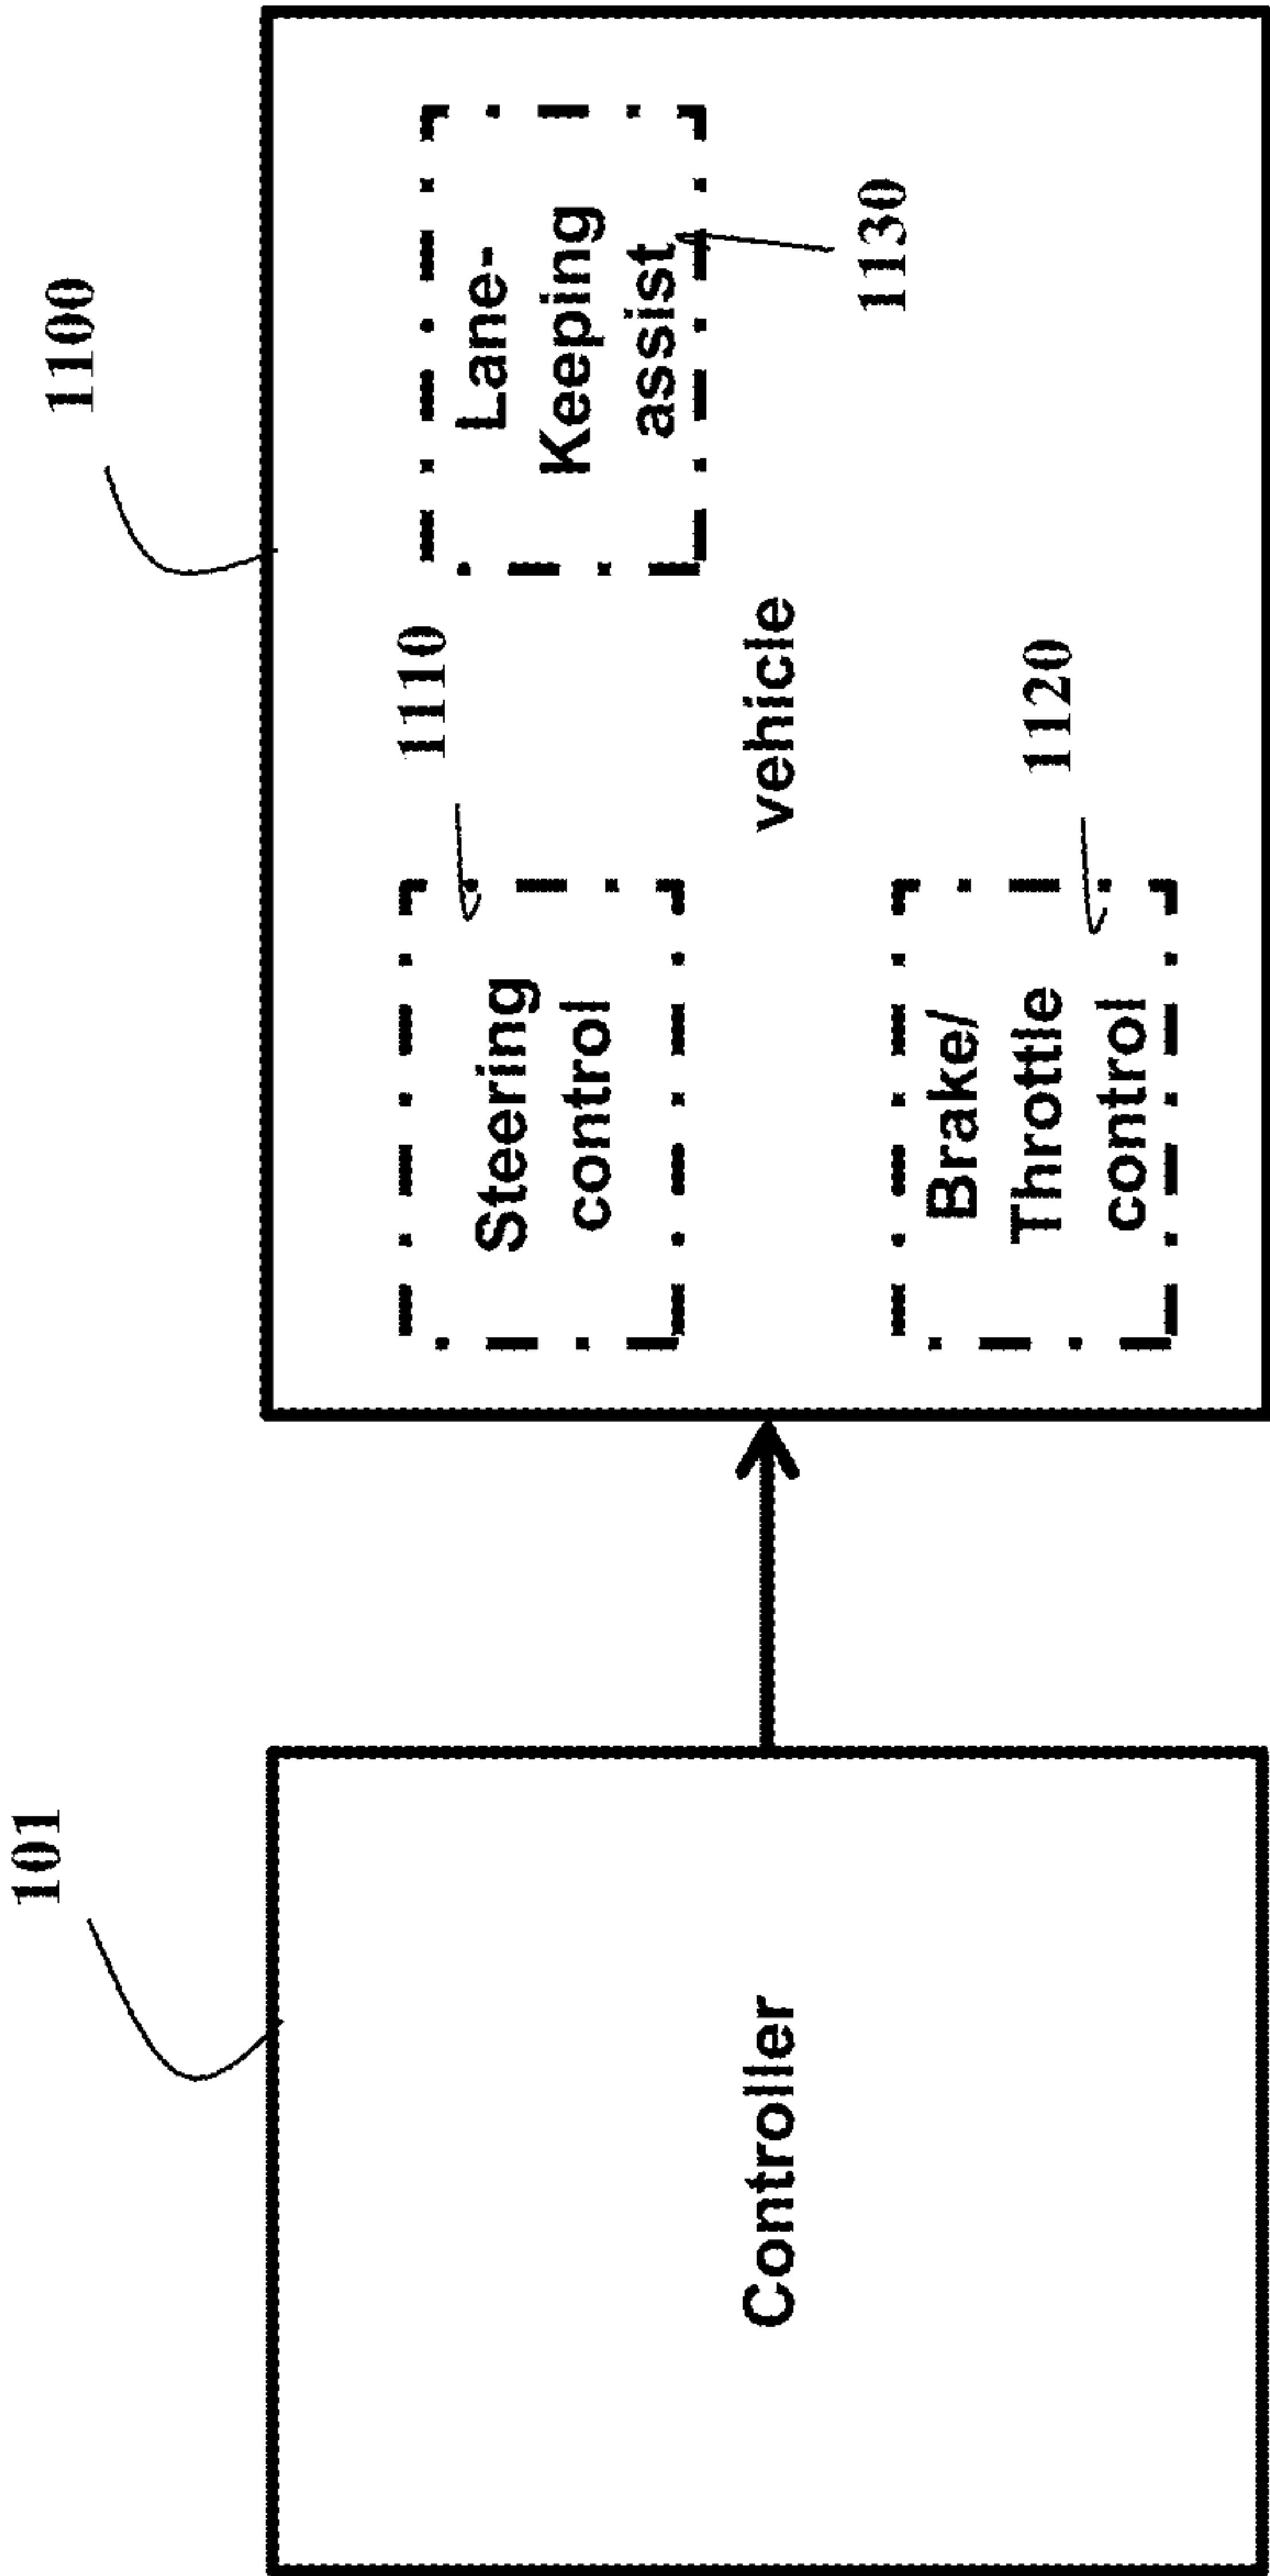 101
1100
1110
Steering
control
Lane-
Keeping
assist
1130
Controller
vehicle
1120
Brake/
Throttle
control